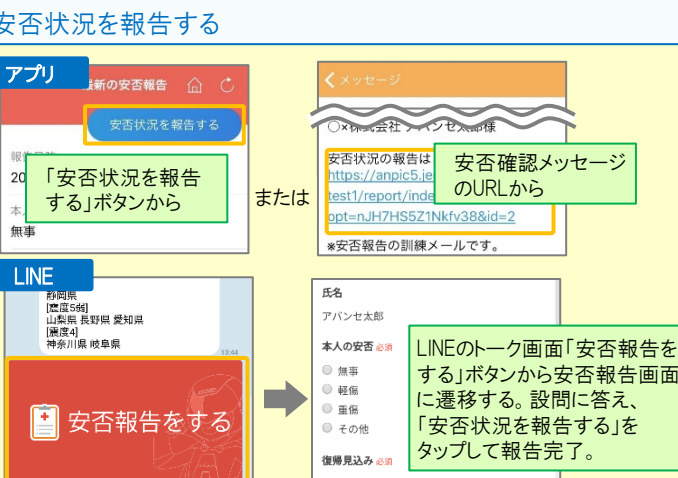 安否状況を報告する
アプリ
最新の安否報告
安否状況を報告する
20
「安否状況を報告
する」ボタンから
無事
または
メッセージ
安否状況の報告は
https://anpic5.je
test1/report/inde
opt=nJH7HS5Z1Nkfv38&id=2
安否確認メッセージ
のURLから
※安否報告の訓練メールです。
LINE
静岡県
[震度5弱]
山梨県 長野県 愛知県
[震度4]
神奈川県 岐阜県
13:44
安否報告をする
氏名
アバンセ太郎
本人の安否 必須
無事
軽傷
重傷
その他
復帰見込み 必須
LINEのトーク画面「安否報告を
する」ボタンから安否報告画面
に遷移する。設問に答え、
「安否状況を報告する」を
タップして報告完了。